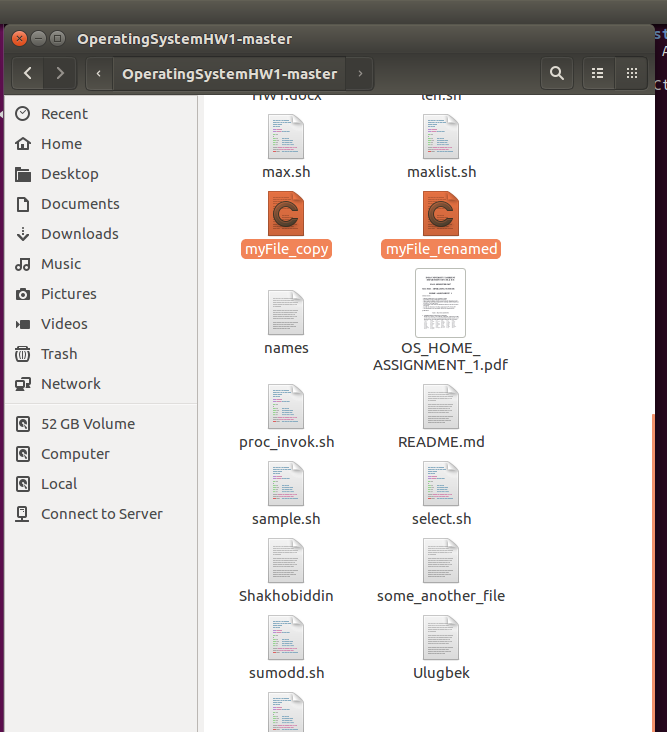 OperatingSystemHW1-master
OperatingSystemHW1-master
Recent
Home
Desktop
Documents
Downloads
Music
Pictures
Videos
Trash
Network
52 GB Volume
Computer
Local
Connect to Server
HW1.docx
len.sh
max.sh
maxlist.sh
myFile_copy
myFile_renamed
names
OS_HOME_
ASSIGNMENT_1.pdf
proc_invok.sh
README.md
sample.sh
select.sh
Shakhobiddin
some_another_file
sumodd.sh
Ulugbek